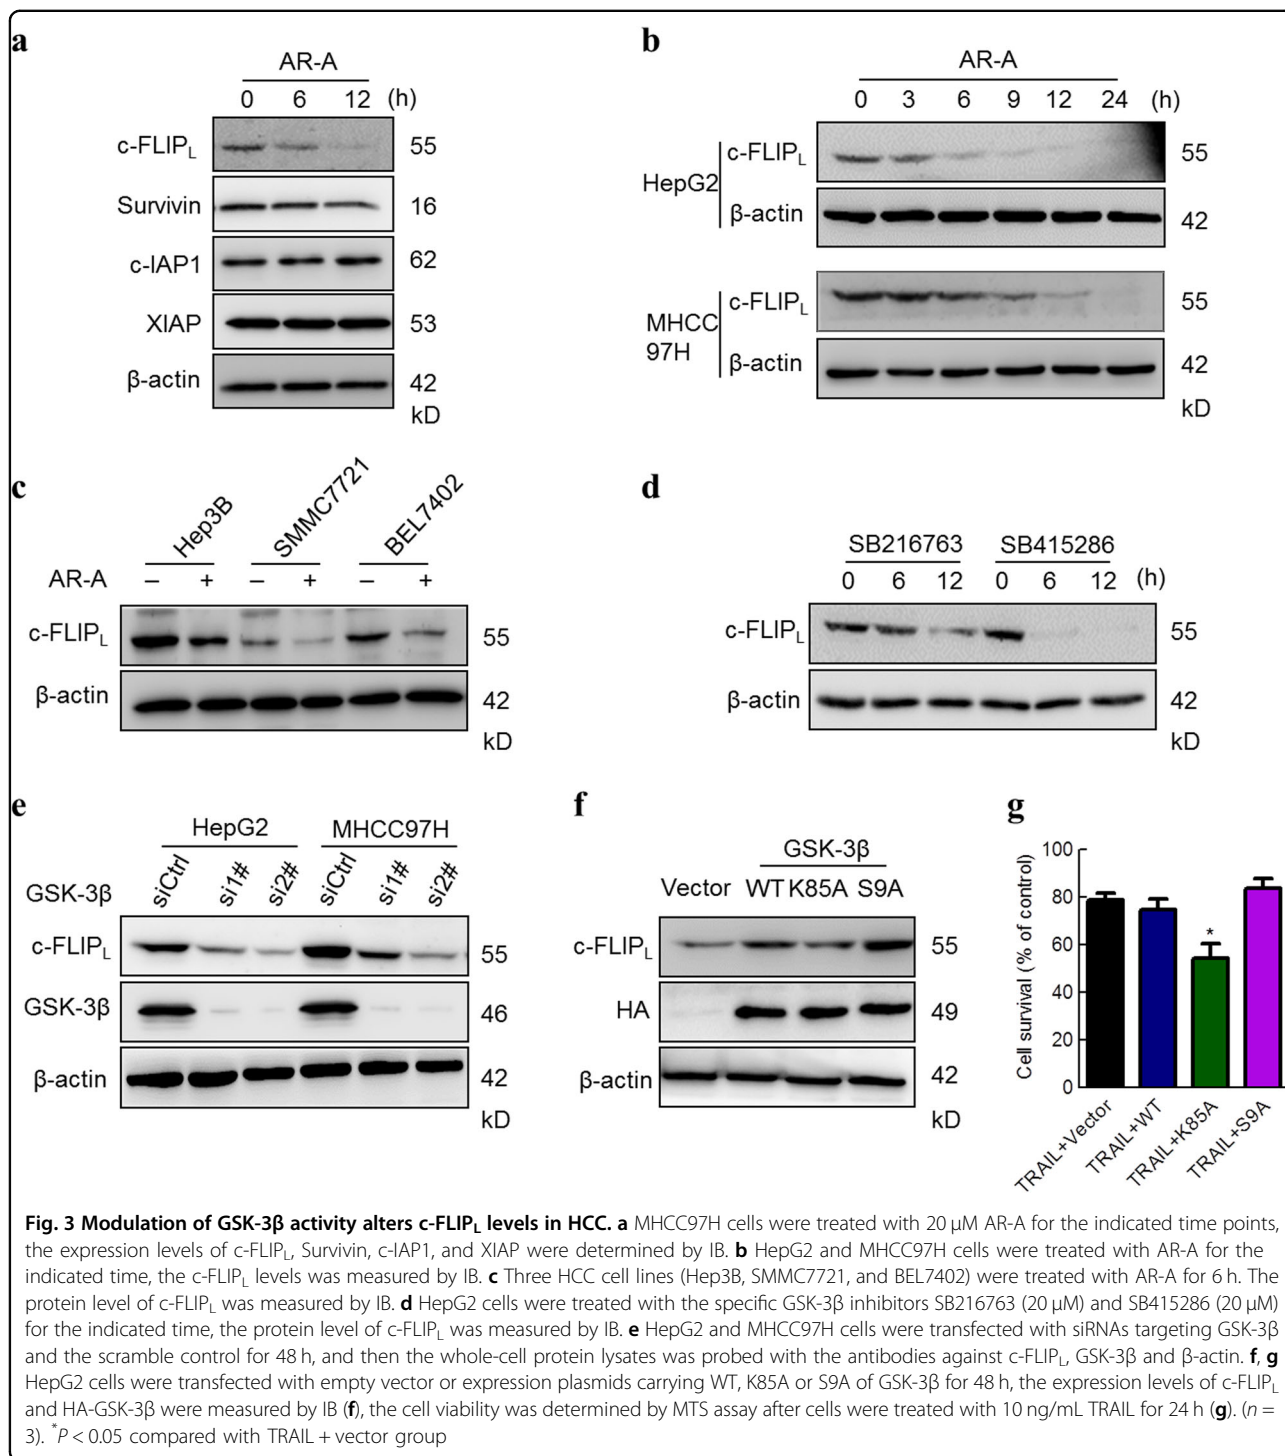 a
AR-A
0 6 12 (h)
c-FLIPL 55
Survivin 16
c-IAP1 62
XIAP 53
β-actin 42
kD
b
AR-A
0 3 6 9 12 24 (h)
HepG2
c-FLIPL 55
β-actin 42
MHCC
97H
c-FLIPL 55
β-actin 42
kD
c
Hep3B SMMC7721 BEL7402
AR-A – + – + – +
c-FLIPL 55
β-actin 42
kD
d
SB216763 SB415286
0 6 12 0 6 12 (h)
c-FLIPL 55
β-actin 42
kD
e
HepG2 MHCC97H
GSK-3β siCtrl si1# si2# siCtrl si1# si2#
c-FLIPL 55
GSK-3β 46
β-actin 42
kD
f
GSK-3β
Vector WT K85A S9A
c-FLIPL 55
HA 49
β-actin 42
kD
g
Cell survival (% of control)
100
80
60
40
20
0
*
TRAIL+Vector
TRAIL+WT
TRAIL+K85A
TRAIL+S9A
Fig. 3 Modulation of GSK-3β activity alters c-FLIPL levels in HCC. a MHCC97H cells were treated with 20 μM AR-A for the indicated time points,
the expression levels of c-FLIPL, Survivin, c-IAP1, and XIAP were determined by IB. b HepG2 and MHCC97H cells were treated with AR-A for the
indicated time, the c-FLIPL levels was measured by IB. c Three HCC cell lines (Hep3B, SMMC7721, and BEL7402) were treated with AR-A for 6 h. The
protein level of c-FLIPL was measured by IB. d HepG2 cells were treated with the specific GSK-3β inhibitors SB216763 (20 μM) and SB415286 (20 μM)
for the indicated time, the protein level of c-FLIPL was measured by IB. e HepG2 and MHCC97H cells were transfected with siRNAs targeting GSK-3β
and the scramble control for 48 h, and then the whole-cell protein lysates was probed with the antibodies against c-FLIPL, GSK-3β and β-actin. f, g
HepG2 cells were transfected with empty vector or expression plasmids carrying WT, K85A or S9A of GSK-3β for 48 h, the expression levels of c-FLIPL
and HA-GSK-3β were measured by IB (f), the cell viability was determined by MTS assay after cells were treated with 10 ng/mL TRAIL for 24 h (g). (n =
3). *P < 0.05 compared with TRAIL + vector group